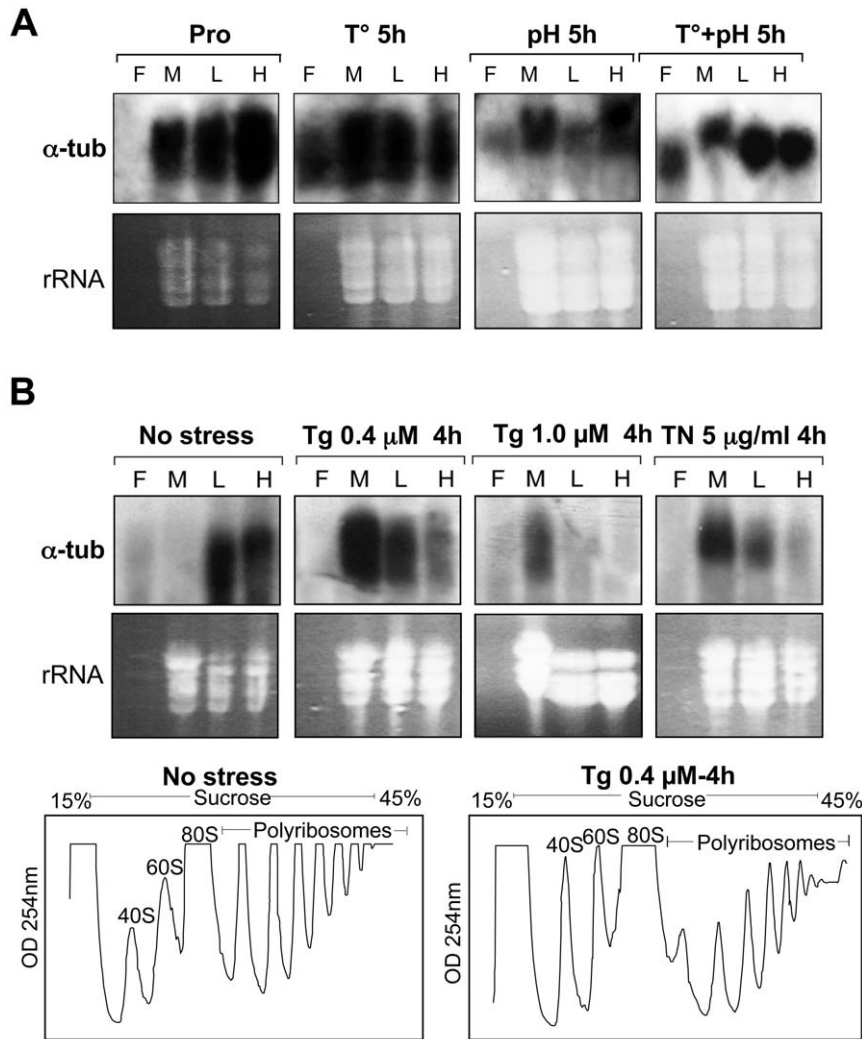 A
Pro T° 5h pH 5h T°+pH 5h
F M L H F M L H F M L H F M L H
α-tub
rRNA
B
No stress Tg 0.4 μM 4h Tg 1.0 µM 4h TN 5 μg/ml 4h
F M L H F M L H F M L H F M L H
α-tub
rRNA
No stress Tg 0.4 µM-4h
15% Sucrose 45% 15% Sucrose 45%
40S 60S 80S Polyribosomes 40S 60S 80S Polyribosomes
OD 254nm OD 254nm